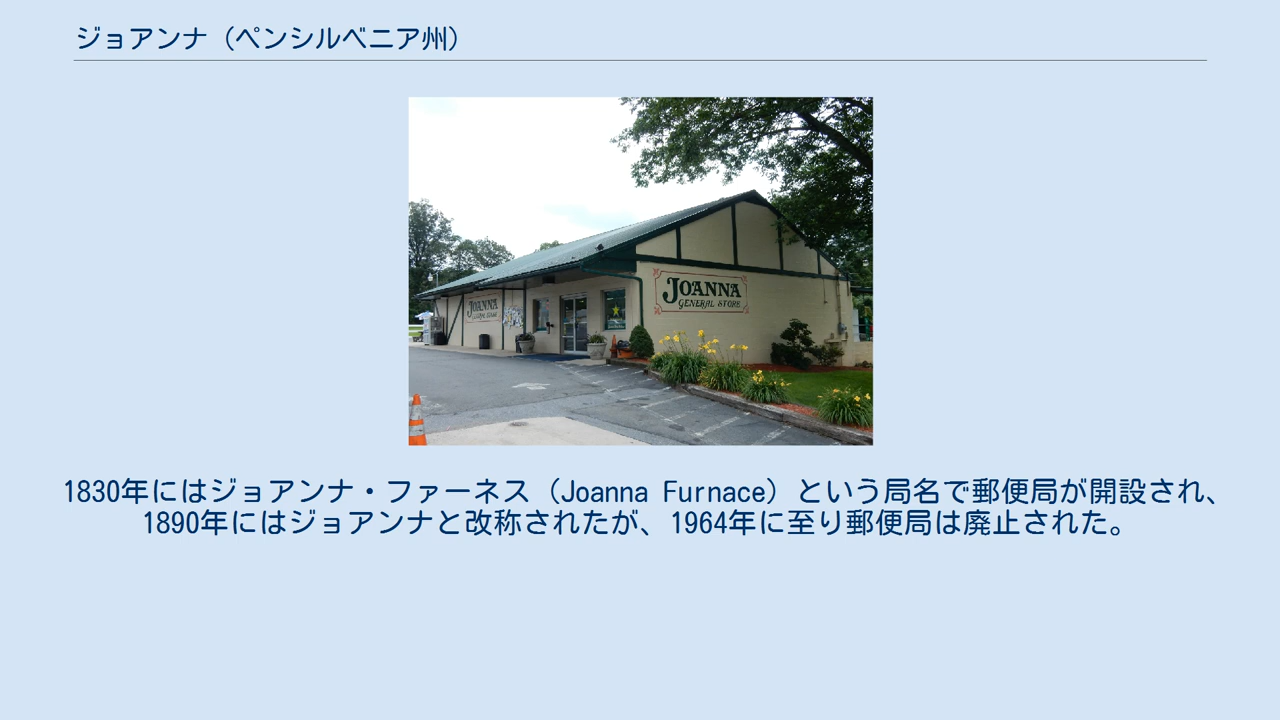 ジョアンナ（ペンシルベニア州）
JOANNA
GENERAL STORE
JOANNA
GENERAL STORE
1830年にはジョアンナ・ファーネス（Joanna Furnace）という局名で郵便局が開設され、
1890年にはジョアンナと改称されたが、1964年に至り郵便局は廃止された。